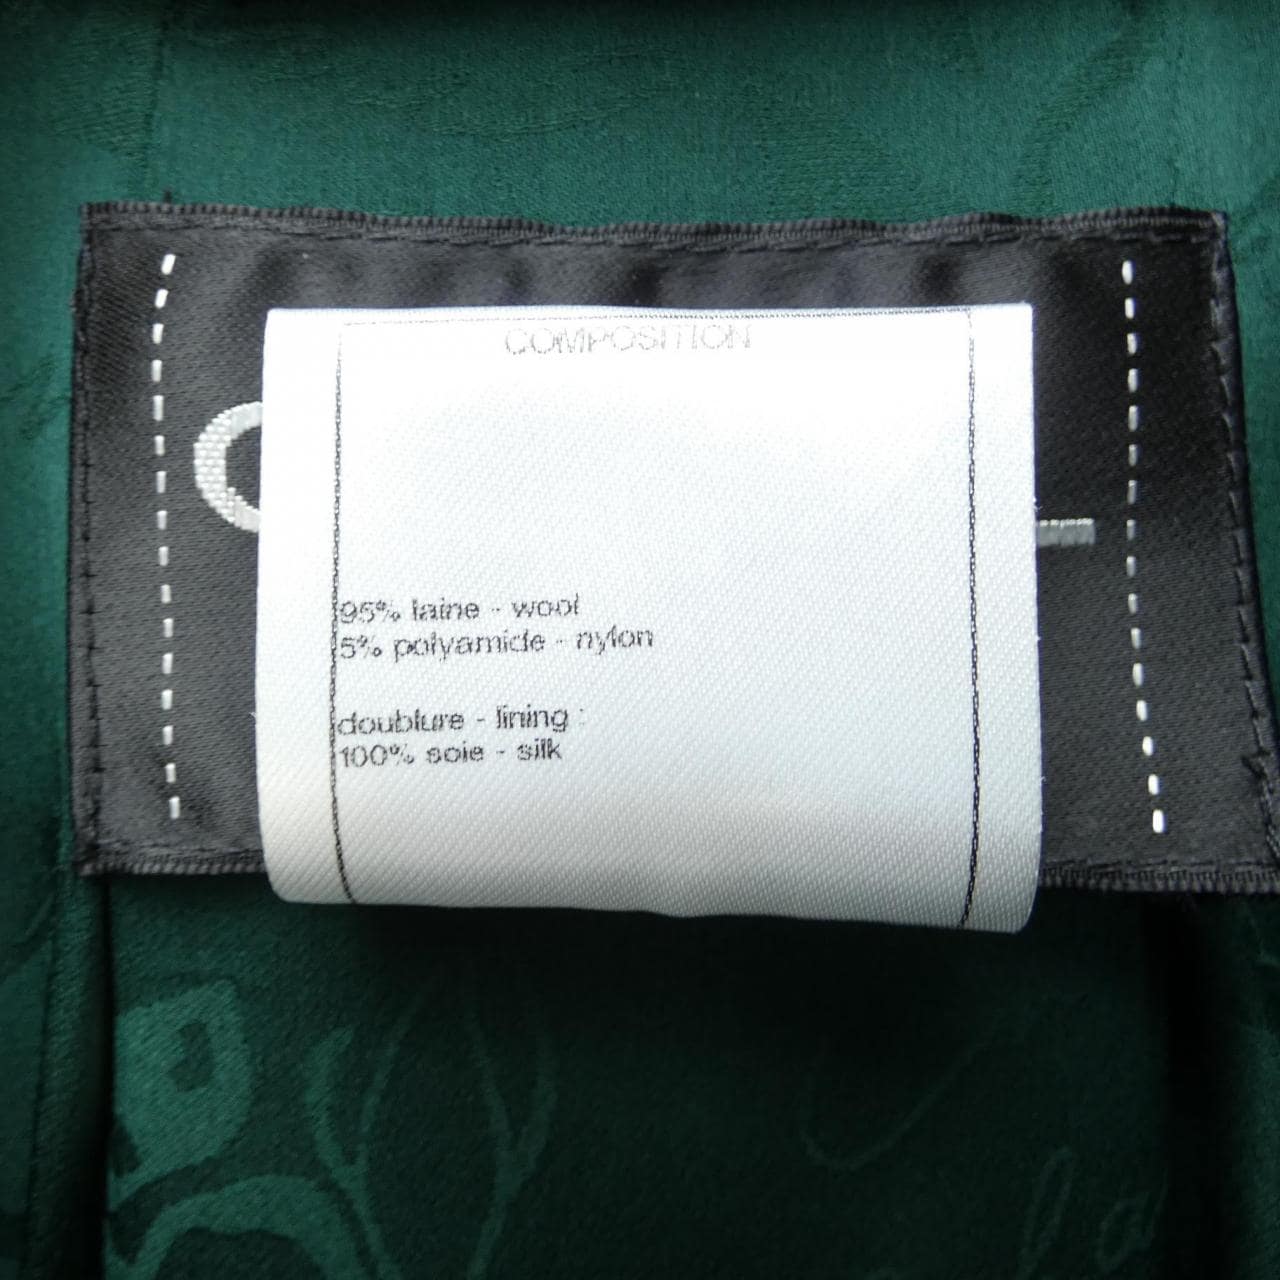 COMPOSITION
C
L
95% laine - wool
5% polyamide - nylon
doublure - lining :
100% soie - silk